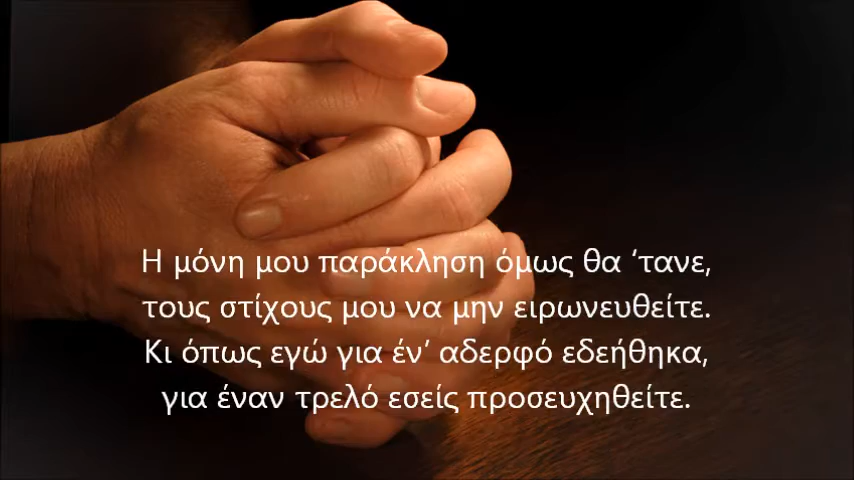 Η μόνη μου παράκληση όμως θα ‘τανε,
τους στίχους μου να μην ειρωνευθείτε.
Κι όπως εγώ για έν’ αδερφό εδεήθηκα,
για έναν τρελό εσείς προσευχηθείτε.